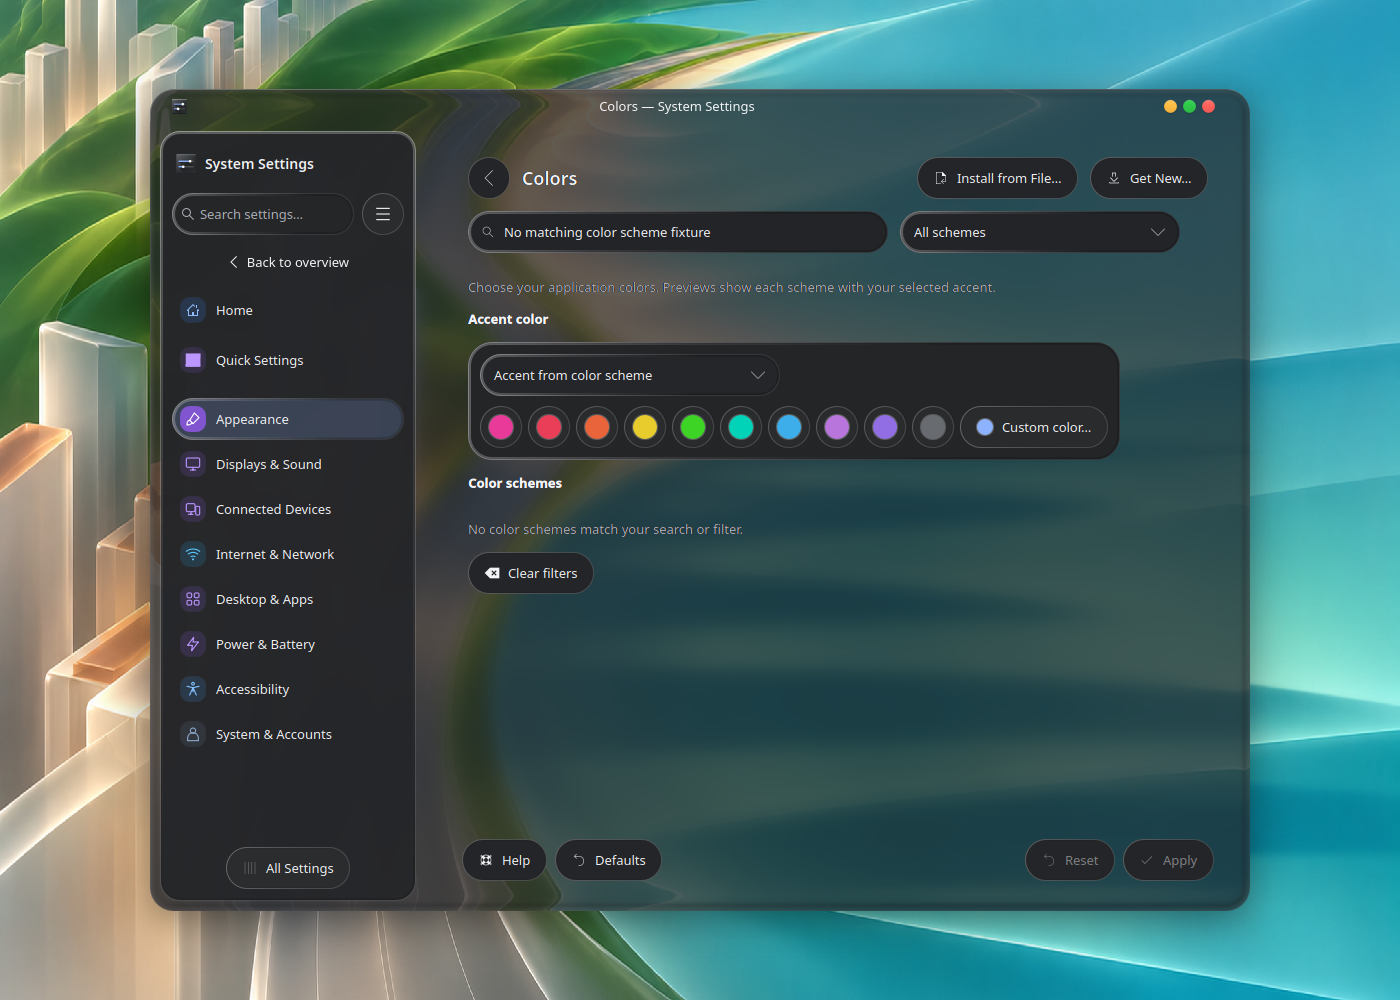 Colors — System Settings
System Settings
Search settings...
Back to overview
Home
Quick Settings
Appearance
Displays & Sound
Connected Devices
Internet & Network
Desktop & Apps
Power & Battery
Accessibility
System & Accounts
All Settings
Colors
Install from File...
Get New...
No matching color scheme fixture
All schemes
Choose your application colors. Previews show each scheme with your selected accent.
Accent color
Accent from color scheme
Custom color...
Color schemes
No color schemes match your search or filter.
Clear filters
Help
Defaults
Reset
Apply